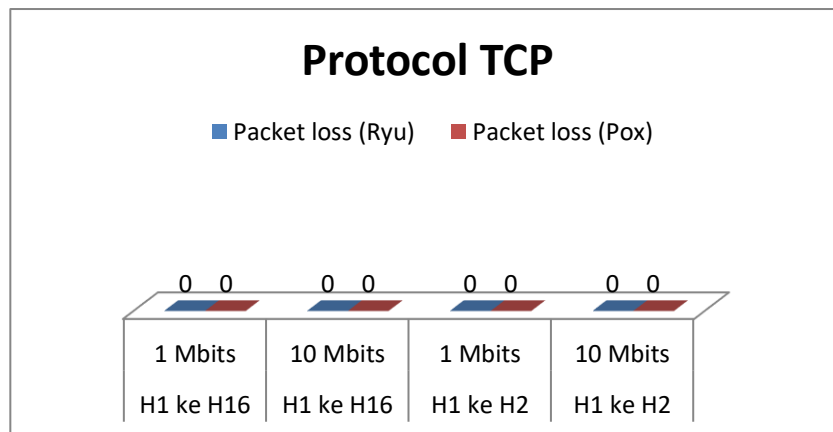 Protocol TCP
Packet loss (Ryu) Packet loss (Pox)
0 0 0 0 0 0 0 0
1 Mbits 10 Mbits 1 Mbits 10 Mbits
H1 ke H16 H1 ke H16 H1 ke H2 H1 ke H2